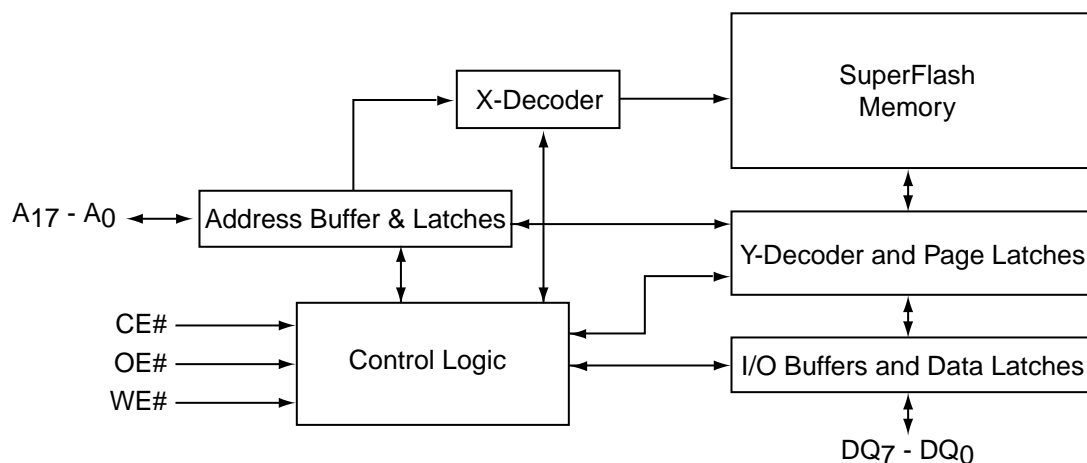 SuperFlash
Memory
X-Decoder
A17 - A0
Address Buffer & Latches
Y-Decoder and Page Latches
CE#
OE#
WE#
Control Logic
I/O Buffers and Data Latches
DQ7 - DQ0